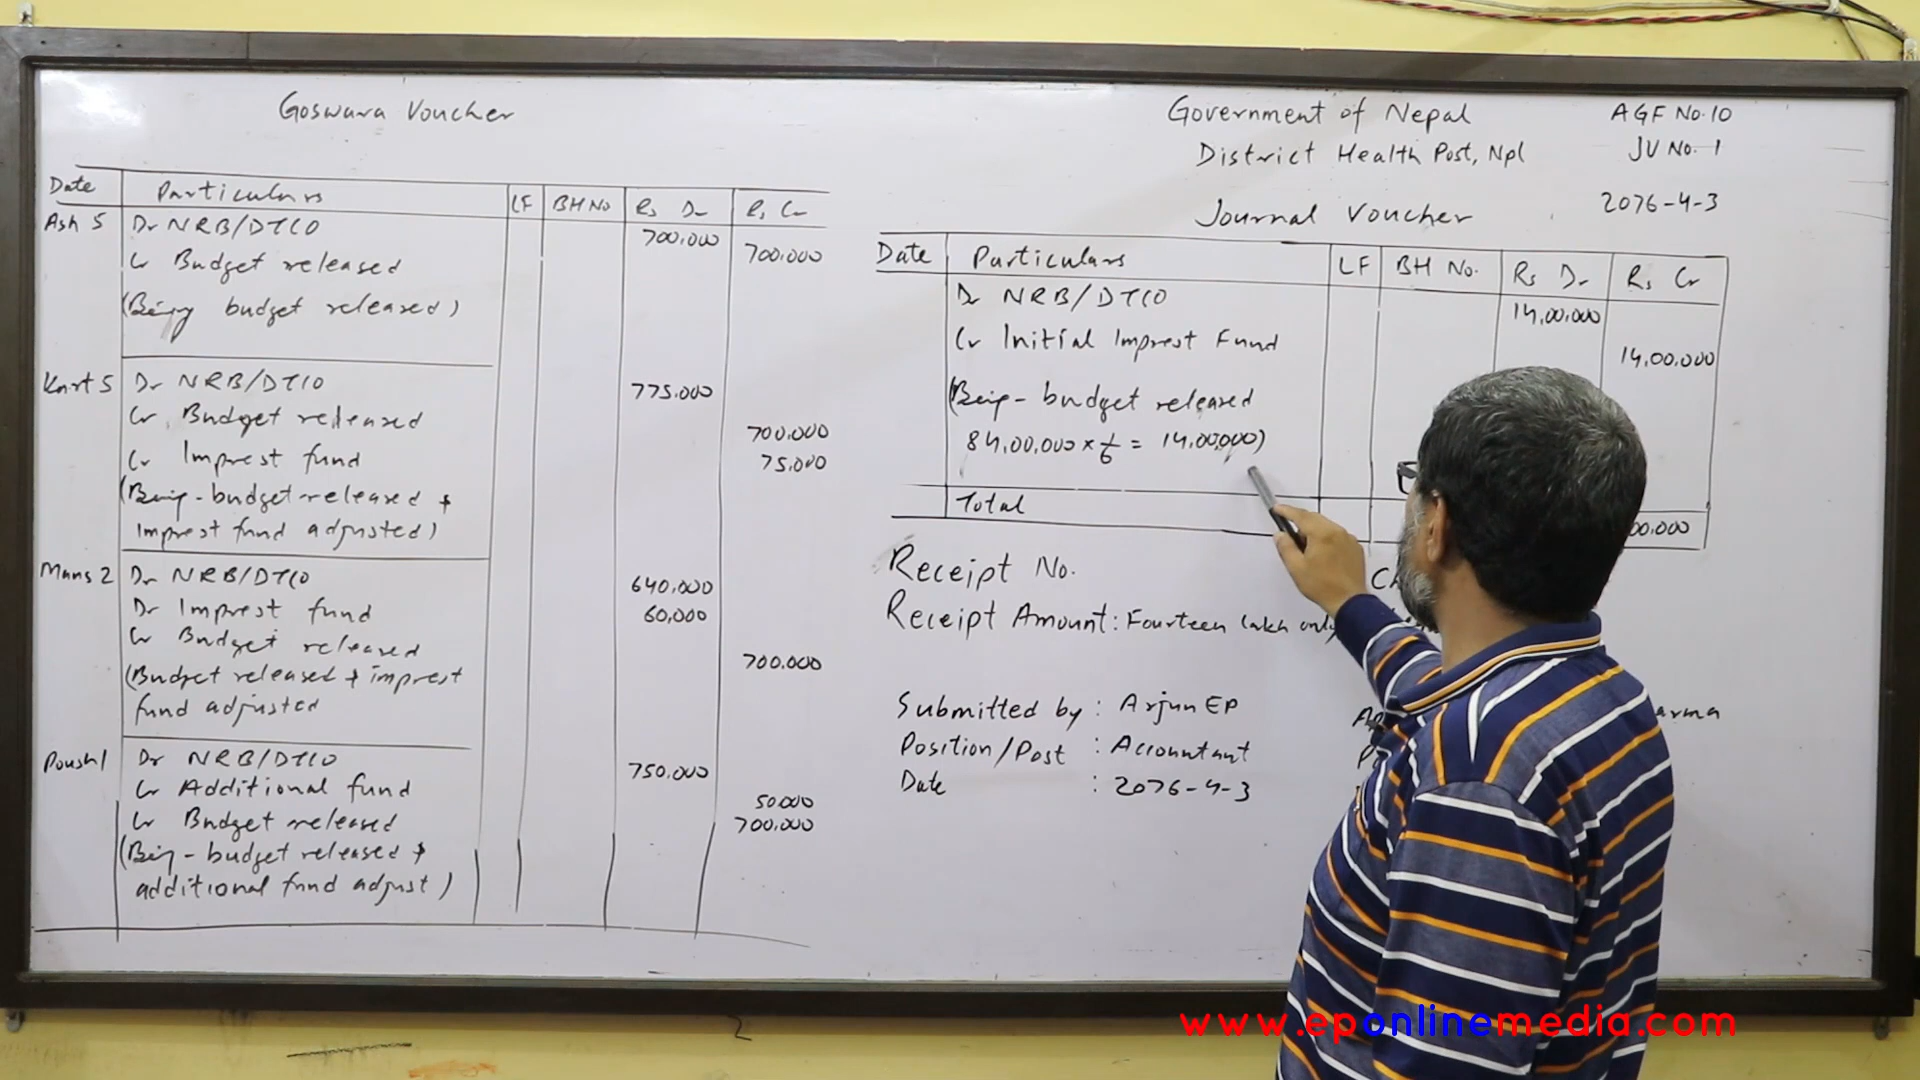 Goswara Voucher
Date Particulars LF BH No Rs Dr Rs Cr
Ash 5 Dr NRB/DTCO 700,000
Cr Budget released 700,000
(Being budget released)
Kart 5 Dr NRB/DTCO 775,000
Cr Budget released 700,000
Cr Imprest fund 75,000
(Being - budget released +
Imprest fund adjusted)
Mans 2 Dr NRB/DTCO 640,000
Dr Imprest fund 60,000
Cr Budget released 700,000
(Budget released + imprest
fund adjusted
Poush 1 Dr NRB/DTCO 750,000
Cr Additional fund 50,000
Cr Budget released 700,000
(Being - budget released +
additional fund adjust)
Government of Nepal AGF No. 10
District Health Post, Npl JV No. 1
2076-4-3
Journal Voucher
Date Particulars LF BH No. Rs Dr Rs Cr
Dr NRB/DTCO 14,00,000
Cr Initial Imprest Fund 14,00,000
(Being - budget released
84,00,000 × 1/6 = 14,00,000)
Total 00,000
Receipt No.
Receipt Amount: Fourteen lakh only
Submitted by : Arjun EP
Position/Post : Accountant
Date : 2076-4-3
www.eponlinemedia.com